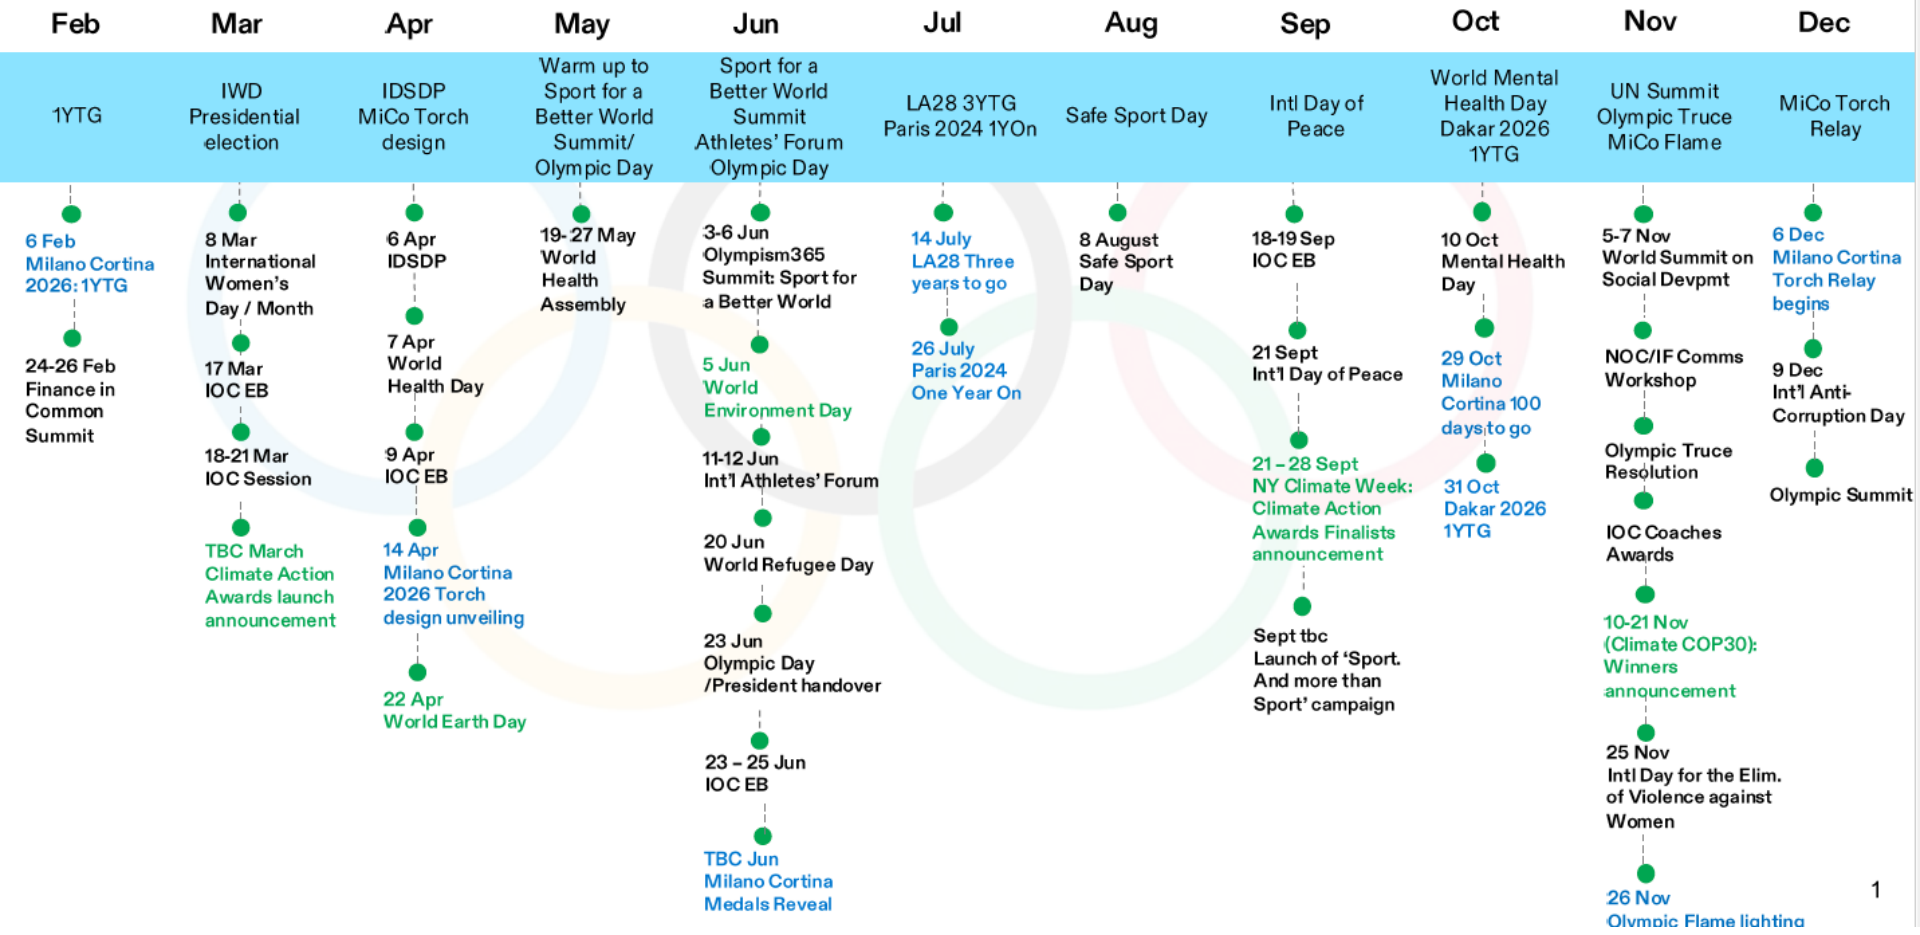 Feb
Mar
Apr
May
Jun
Jul
Aug
Sep
Oct
Nov
Dec
1YTG
IWD
Presidential
election
IDSDP
MiCo Torch
design
Warm up to
Sport for a
Better World
Summit/
Olympic Day
Sport for a
Better World
Summit
Athletes' Forum
Olympic Day
LA28 3YTG
Paris 2024 1YOn
Safe Sport Day
Intl Day of
Peace
World Mental
Health Day
Dakar 2026
1YTG
UN Summit
Olympic Truce
MiCo Flame
MiCo Torch
Relay
6 Feb
Milano Cortina
2026: 1YTG
24-26 Feb
Finance in
Common
Summit
8 Mar
International
Women's
Day / Month
17 Mar
IOC EB
18-21 Mar
IOC Session
TBC March
Climate Action
Awards launch
announcement
6 Apr
IDSDP
7 Apr
World
Health Day
9 Apr
IOC EB
14 Apr
Milano Cortina
2026 Torch
design unveiling
22 Apr
World Earth Day
19-27 May
World
Health
Assembly
3-6 Jun
Olympism365
Summit: Sport for
a Better World
5 Jun
World
Environment Day
11-12 Jun
Int'l Athletes' Forum
20 Jun
World Refugee Day
23 Jun
Olympic Day
/President handover
23 – 25 Jun
IOC EB
TBC Jun
Milano Cortina
Medals Reveal
14 July
LA28 Three
years to go
26 July
Paris 2024
One Year On
8 August
Safe Sport
Day
18-19 Sep
IOC EB
21 Sept
Int'l Day of Peace
21 – 28 Sept
NY Climate Week:
Climate Action
Awards Finalists
announcement
Sept tbc
Launch of 'Sport.
And more than
Sport' campaign
10 Oct
Mental Health
Day
29 Oct
Milano
Cortina 100
days to go
31 Oct
Dakar 2026
1YTG
5-7 Nov
World Summit on
Social Devpmt
NOC/IF Comms
Workshop
Olympic Truce
Resolution
IOC Coaches
Awards
10-21 Nov
(Climate COP30):
Winners
announcement
25 Nov
Intl Day for the Elim.
of Violence against
Women
26 Nov
Olympic Flame lighting
6 Dec
Milano Cortina
Torch Relay
begins
9 Dec
Int'l Anti-
Corruption Day
Olympic Summit
1